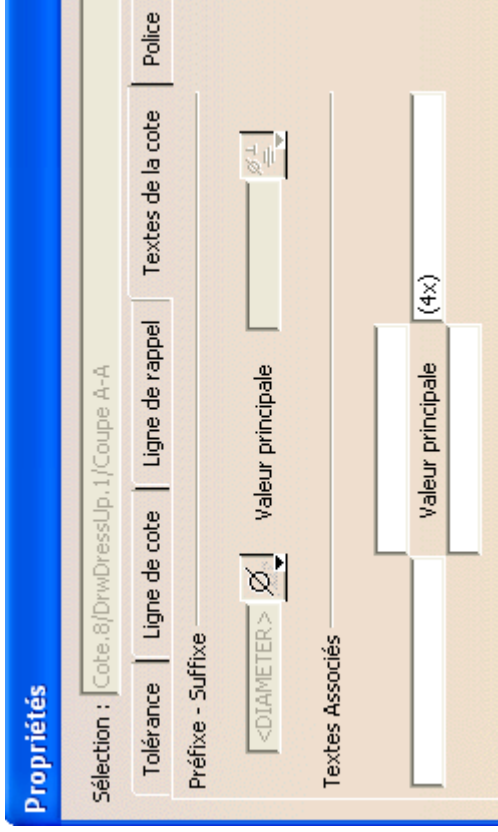 Propriétés
Sélection : Cote.8/DrwDressUp.1/Coupe A-A
Tolérance Ligne de cote Ligne de rappel Textes de la cote Police
Préfixe - Suffixe
<DIAMETER> Ø Valeur principale
Textes Associés
Valeur principale (4x)